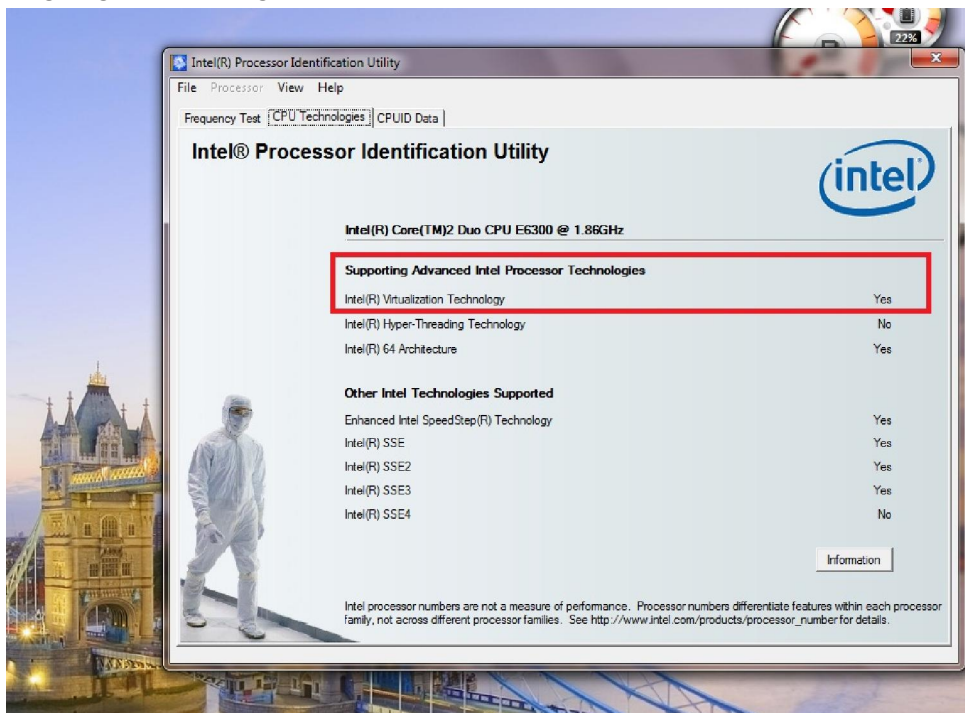 22%
Intel(R) Processor Identification Utility
File Processor View Help
Frequency Test CPU Technologies CPUID Data
Intel® Processor Identification Utility
intel
Intel(R) Core(TM)2 Duo CPU E6300 @ 1.86GHz
Supporting Advanced Intel Processor Technologies
Intel(R) Virtualization Technology Yes
Intel(R) Hyper-Threading Technology No
Intel(R) 64 Architecture Yes
Other Intel Technologies Supported
Enhanced Intel SpeedStep(R) Technology Yes
Intel(R) SSE Yes
Intel(R) SSE2 Yes
Intel(R) SSE3 Yes
Intel(R) SSE4 No
Information
Intel processor numbers are not a measure of performance. Processor numbers differentiate features within each processor
family, not across different processor families. See http://www.intel.com/products/processor_number for details.